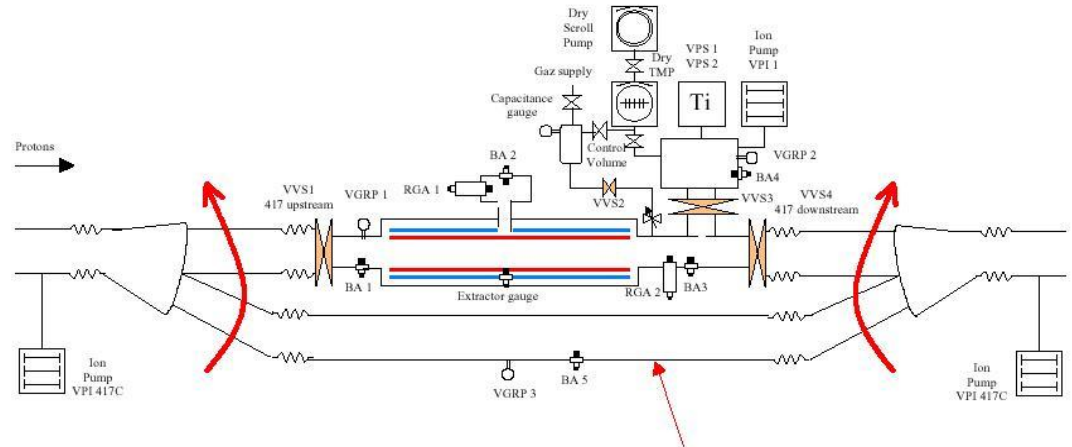 Dry
Scroll
Pump
Dry
TMP
VPS 1
VPS 2
Ion
Pump
VPI 1
Gaz supply
Capacitance
gauge
Ti
Control
Volume
VGRP 2
BA4
Protons
BA 2
RGA 1
VVS1
417 upstream
VGRP 1
VVS2
VVS3
VVS4
417 downstream
BA 1
Extractor gauge
RGA 2
BA3
Ion
Pump
VPI 417C
VGRP 3
BA 5
Ion
Pump
VPI 417C